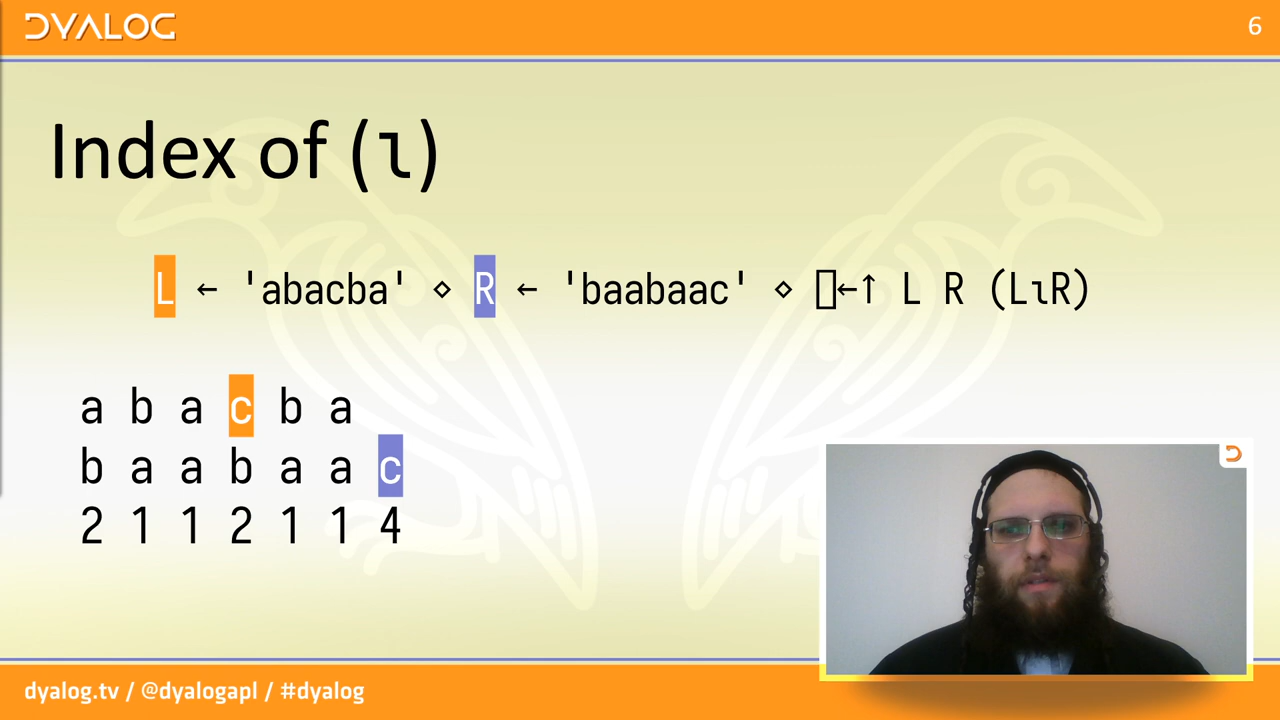 DYALOG
6
Index of (⍳)
L ← 'abacba' ⋄ R ← 'baabaac' ⋄ ⎕←↑ L R (L⍳R)
a b a c b a
b a a b a a c
2 1 1 2 1 1 4
dyalog.tv / @dyalogapl / #dyalog